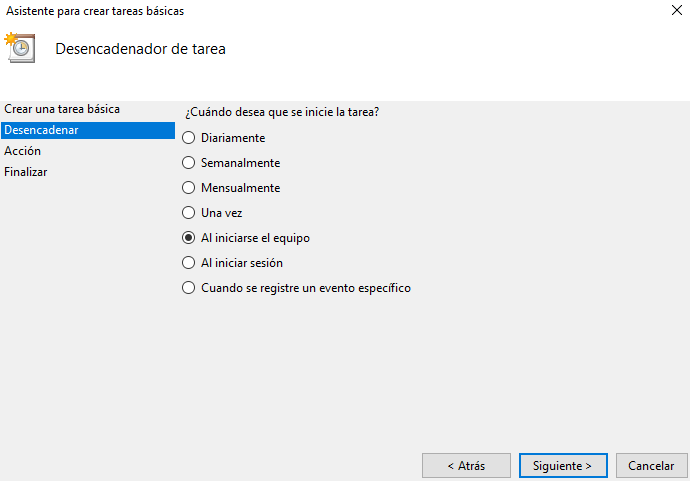 Asistente para crear tareas básicas
Desencadenador de tarea
Crear una tarea básica
Desencadenar
Acción
Finalizar
¿Cuándo desea que se inicie la tarea?
Diariamente
Semanalmente
Mensualmente
Una vez
Al iniciarse el equipo
Al iniciar sesión
Cuando se registre un evento específico
< Atrás
Siguiente >
Cancelar